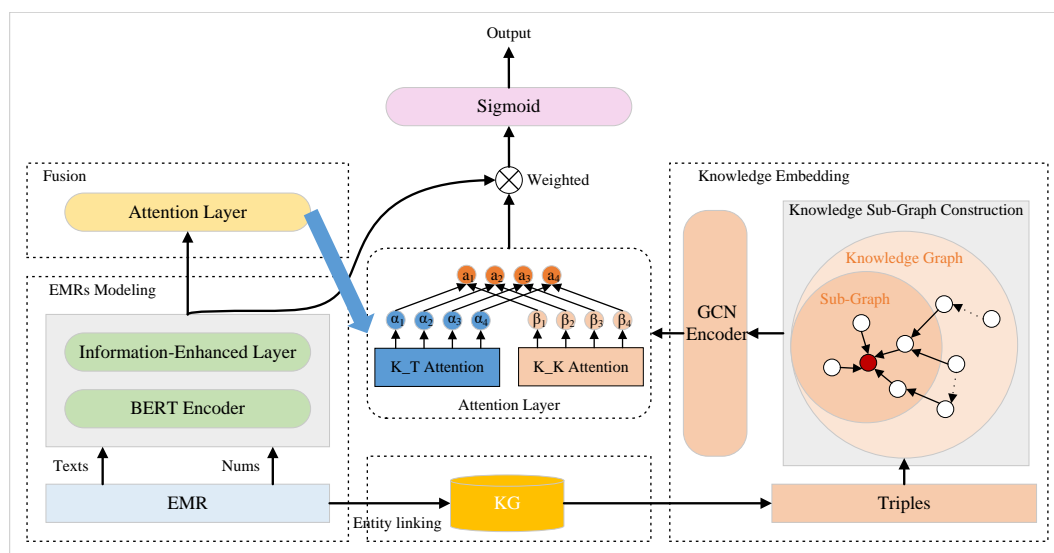 Output
Sigmoid
Weighted
Fusion
Attention Layer
EMRs Modeling
Information-Enhanced Layer
BERT Encoder
Texts
Nums
EMR
a1
a2
a3
a4
α1
α2
α3
α4
β1
β2
β3
β4
K_T Attention
K_K Attention
Attention Layer
Entity linking
KG
Knowledge Embedding
Knowledge Sub-Graph Construction
Knowledge Graph
Sub-Graph
GCN
Encoder
Triples